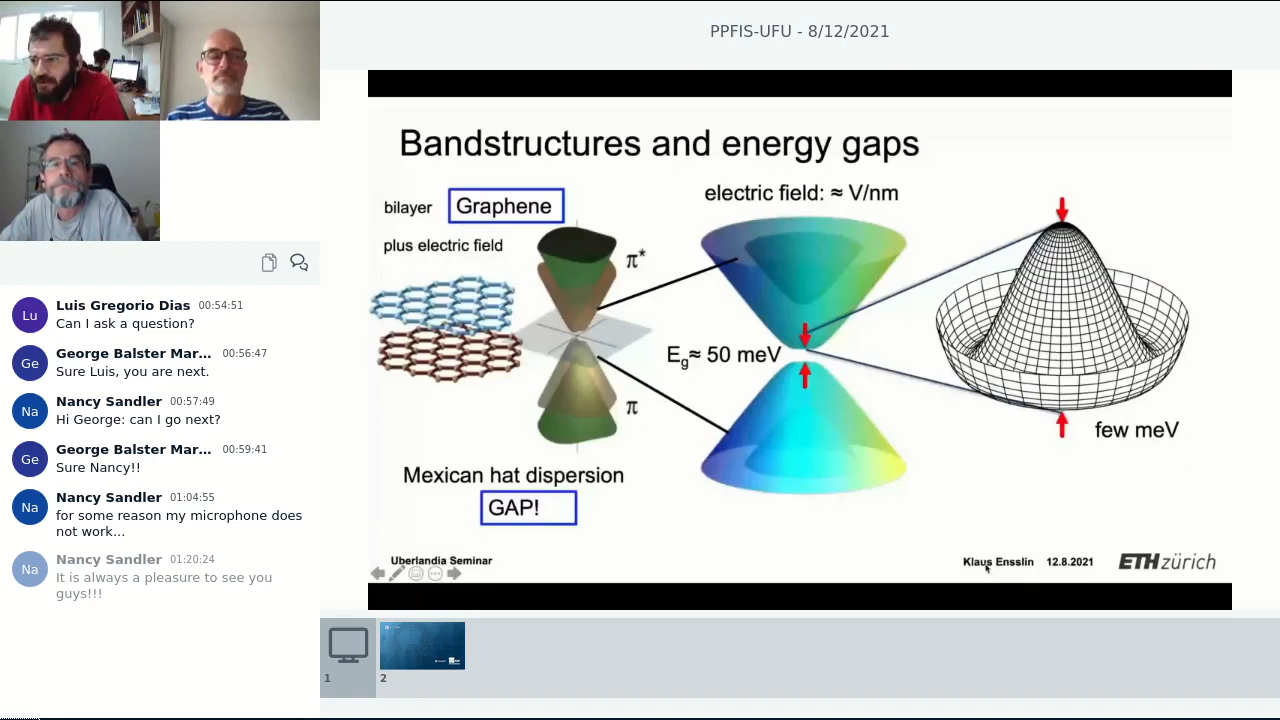 PPFIS-UFU - 8/12/2021
Bandstructures and energy gaps
bilayer Graphene
plus electric field
electric field: ≈ V/nm
π*
Eg≈ 50 meV
π
few meV
Mexican hat dispersion
GAP!
Uberlandia Seminar
Klaus Ensslin 12.8.2021 ETH zürich
Lu
Luis Gregorio Dias 00:54:51
Can I ask a question?
Ge
George Balster Mar... 00:56:47
Sure Luis, you are next.
Na
Nancy Sandler 00:57:49
Hi George: can I go next?
Ge
George Balster Mar... 00:59:41
Sure Nancy!!
Na
Nancy Sandler 01:04:55
for some reason my microphone does
not work...
Na
Nancy Sandler 01:20:24
It is always a pleasure to see you
guys!!!
1
2